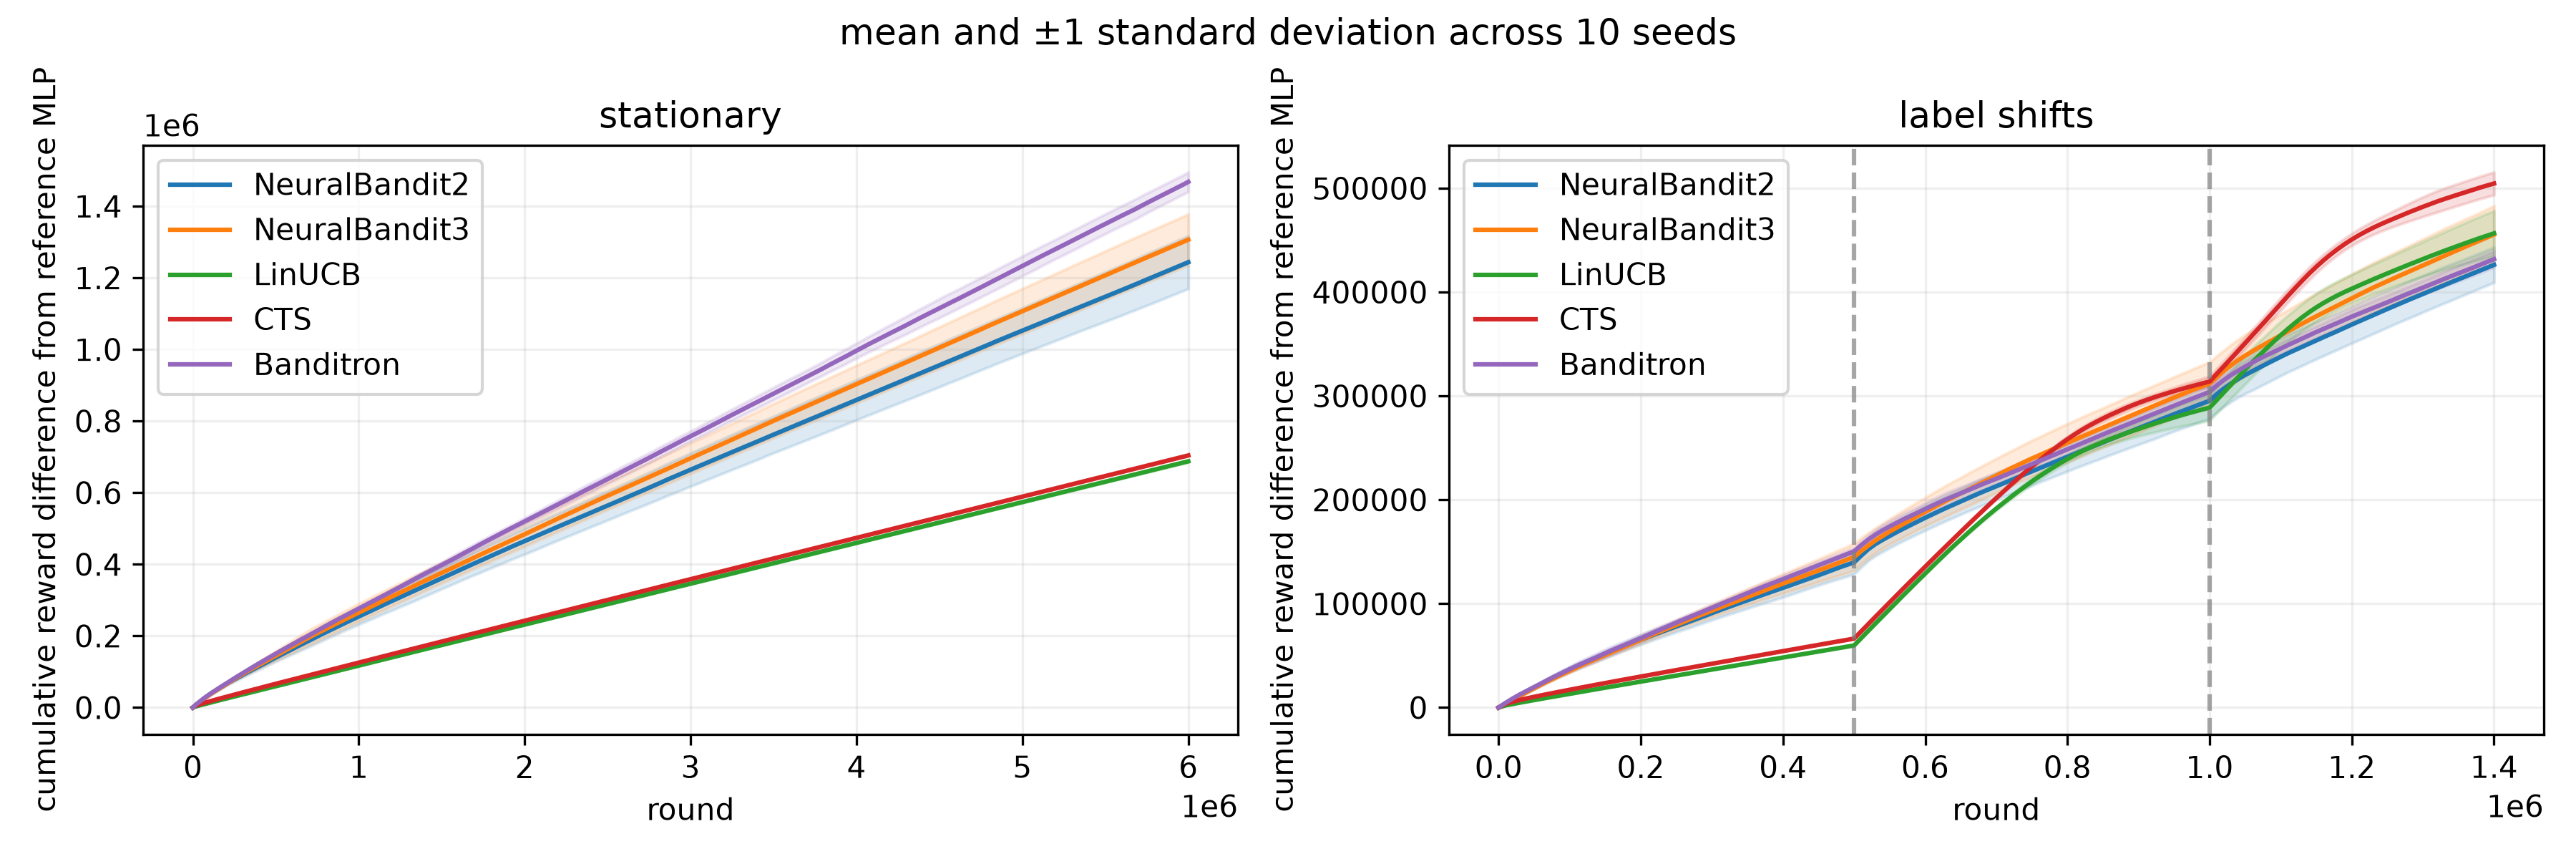 mean and ±1 standard deviation across 10 seeds
stationary
1e6
cumulative reward difference from reference MLP
1.4
1.2
1.0
0.8
0.6
0.4
0.2
0.0
NeuralBandit2
NeuralBandit3
LinUCB
CTS
Banditron
0 1 2 3 4 5 6
round
1e6
label shifts
cumulative reward difference from reference MLP
500000
400000
300000
200000
100000
0
NeuralBandit2
NeuralBandit3
LinUCB
CTS
Banditron
0.0 0.2 0.4 0.6 0.8 1.0 1.2 1.4
round
1e6